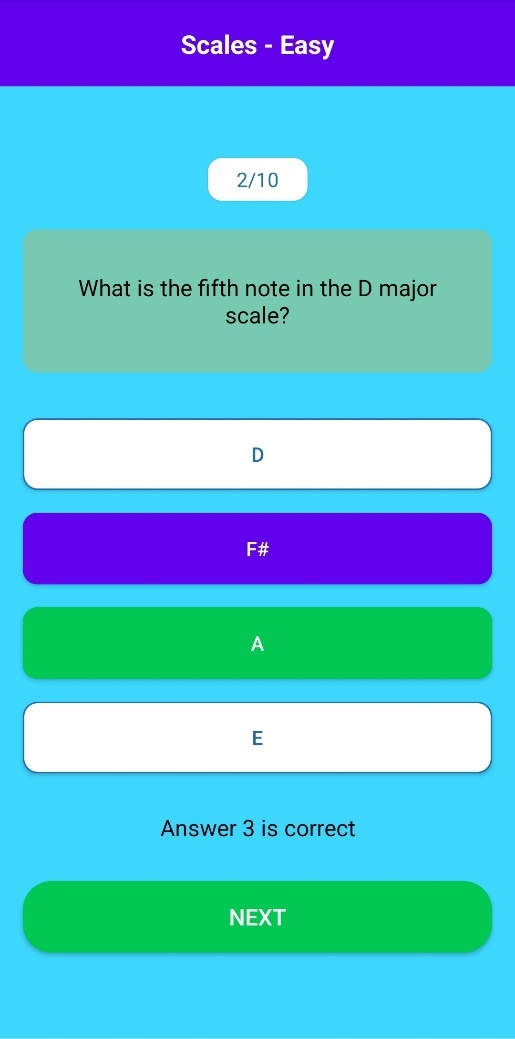 Scales - Easy
2/10
What is the fifth note in the D major
scale?
D
F#
A
E
Answer 3 is correct
NEXT